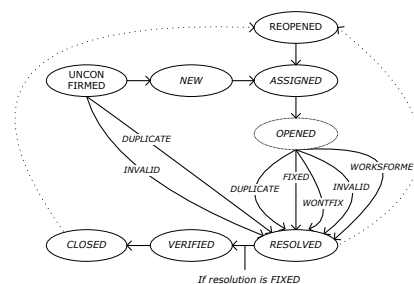 REOPENED
UNCON
FIRMED
NEW
ASSIGNED
OPENED
DUPLICATE
INVALID
DUPLICATE
FIXED
WONTFIX
INVALID
WORKSFORME
CLOSED
VERIFIED
RESOLVED
If resolution is FIXED